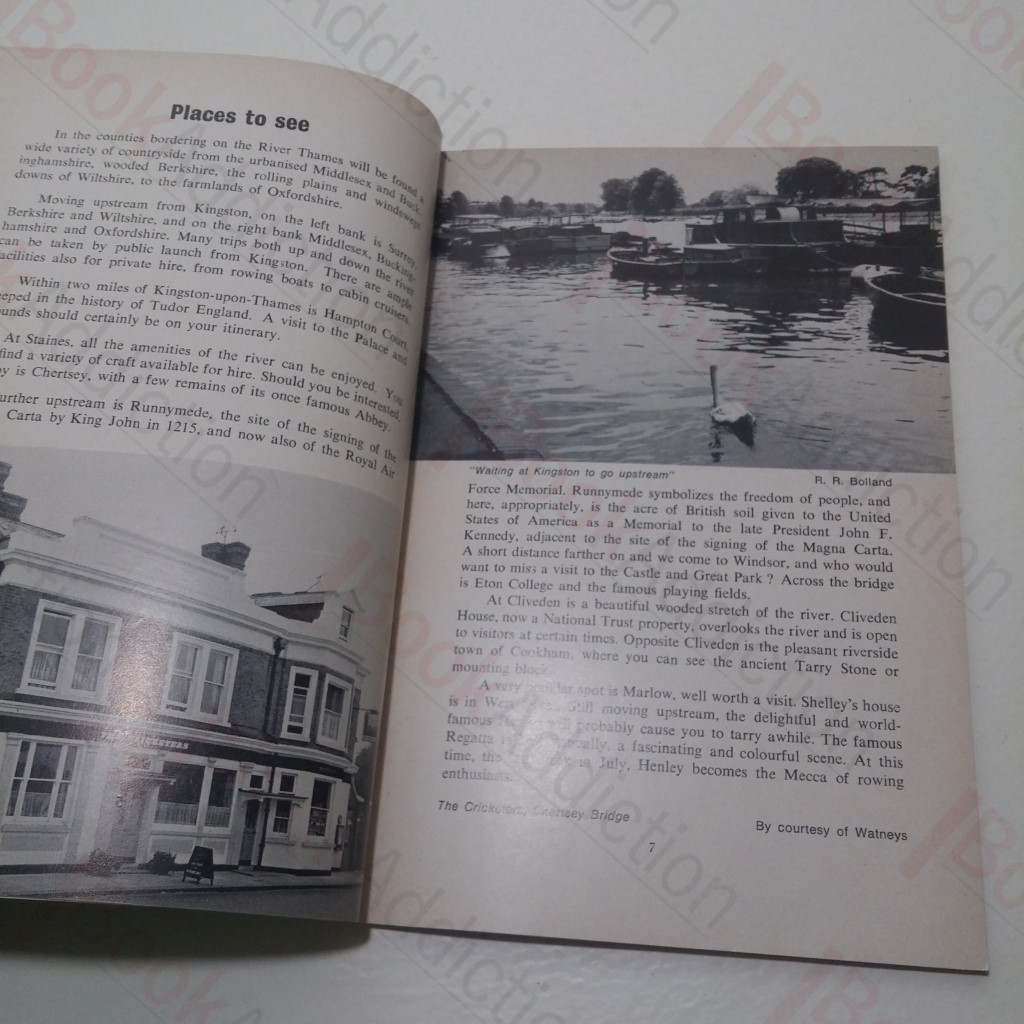 Places to see
In the counties bordering on the River Thames will be found a
wide variety of countryside from the urbanised Middlesex and Buck-
inghamshire, wooded Berkshire, the rolling plains and windswept
downs of Wiltshire, to the farmlands of Oxfordshire.
Moving upstream from Kingston, on the left bank is Surrey,
Berkshire and Wiltshire, and on the right bank Middlesex, Bucking-
hamshire and Oxfordshire. Many trips both up and down the river
can be taken by public launch from Kingston. There are ample
facilities also for private hire, from rowing boats to cabin cruisers.
Within two miles of Kingston-upon-Thames is Hampton Court,
eeped in the history of Tudor England. A visit to the Palace and
ounds should certainly be on your itinerary.
At Staines, all the amenities of the river can be enjoyed. You
find a variety of craft available for hire. Should you be interested,
by is Chertsey, with a few remains of its once famous Abbey.
urther upstream is Runnymede, the site of the signing of the
Carta by King John in 1215, and now also of the Royal Air
"Waiting at Kingston to go upstream" R. R. Bolland
Force Memorial. Runnymede symbolizes the freedom of people, and
here, appropriately, is the acre of British soil given to the United
States of America as a Memorial to the late President John F.
Kennedy, adjacent to the site of the signing of the Magna Carta.
A short distance farther on and we come to Windsor, and who would
want to miss a visit to the Castle and Great Park? Across the bridge
is Eton College and the famous playing fields.
At Cliveden is a beautiful wooded stretch of the river. Cliveden
House, now a National Trust property, overlooks the river and is open
to visitors at certain times. Opposite Cliveden is the pleasant riverside
town of Cookham, where you can see the ancient Tarry Stone or
mounting block.
A very popular spot is Marlow, well worth a visit. Shelley's house
is in We Still moving upstream, the delightful and world-
famous will probably cause you to tarry awhile. The famous
Regatta is a fascinating and colourful scene. At this
time, the in July, Henley becomes the Mecca of rowing
enthusiasts.
The Cricketers, Chertsey Bridge
By courtesy of Watneys
7
BookAddiction